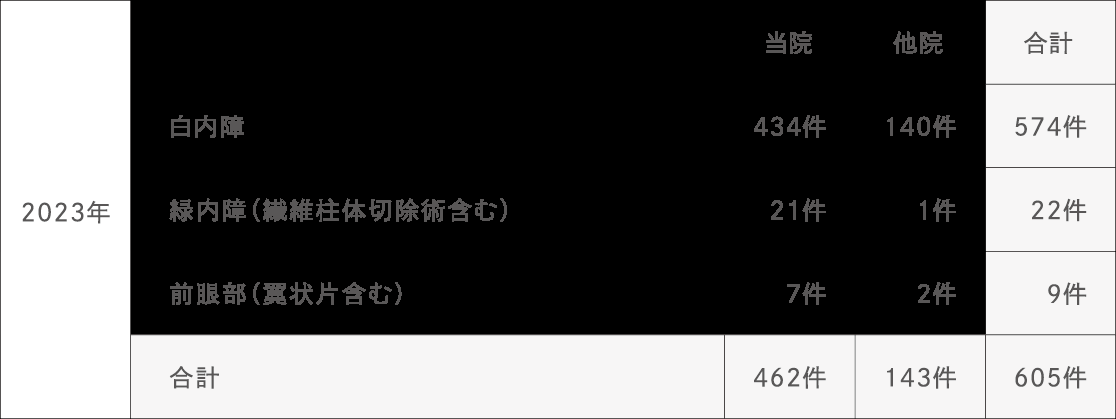 当院 他院 合計
白内障 434件 140件 574件
2023年 緑内障(繊維柱体切除術含む) 21件 1件 22件
前眼部(翼状片含む) 7件 2件 9件
合計 462件 143件 605件